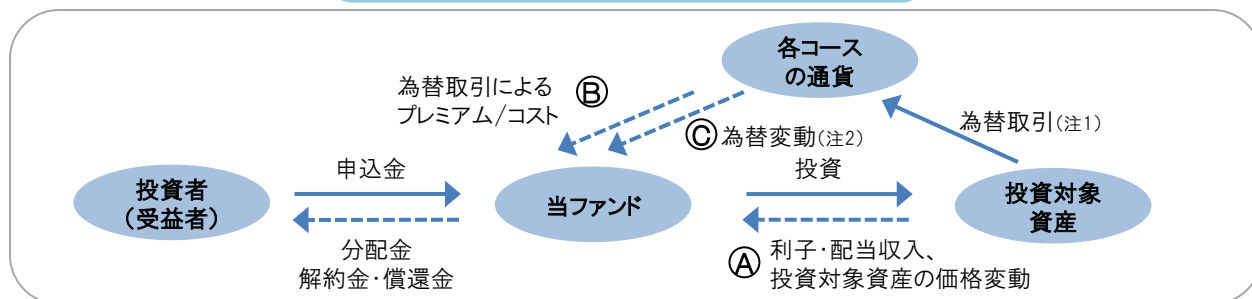 各コース
の通貨
為替取引による
プレミアム/コスト
Ⓑ
Ⓒ為替変動(注2)
為替取引(注1)
申込金
投資
投資者
(受益者)
当ファンド
投資対象
資産
分配金
解約金・償還金
Ⓐ
利子・配当収入、
投資対象資産の価格変動